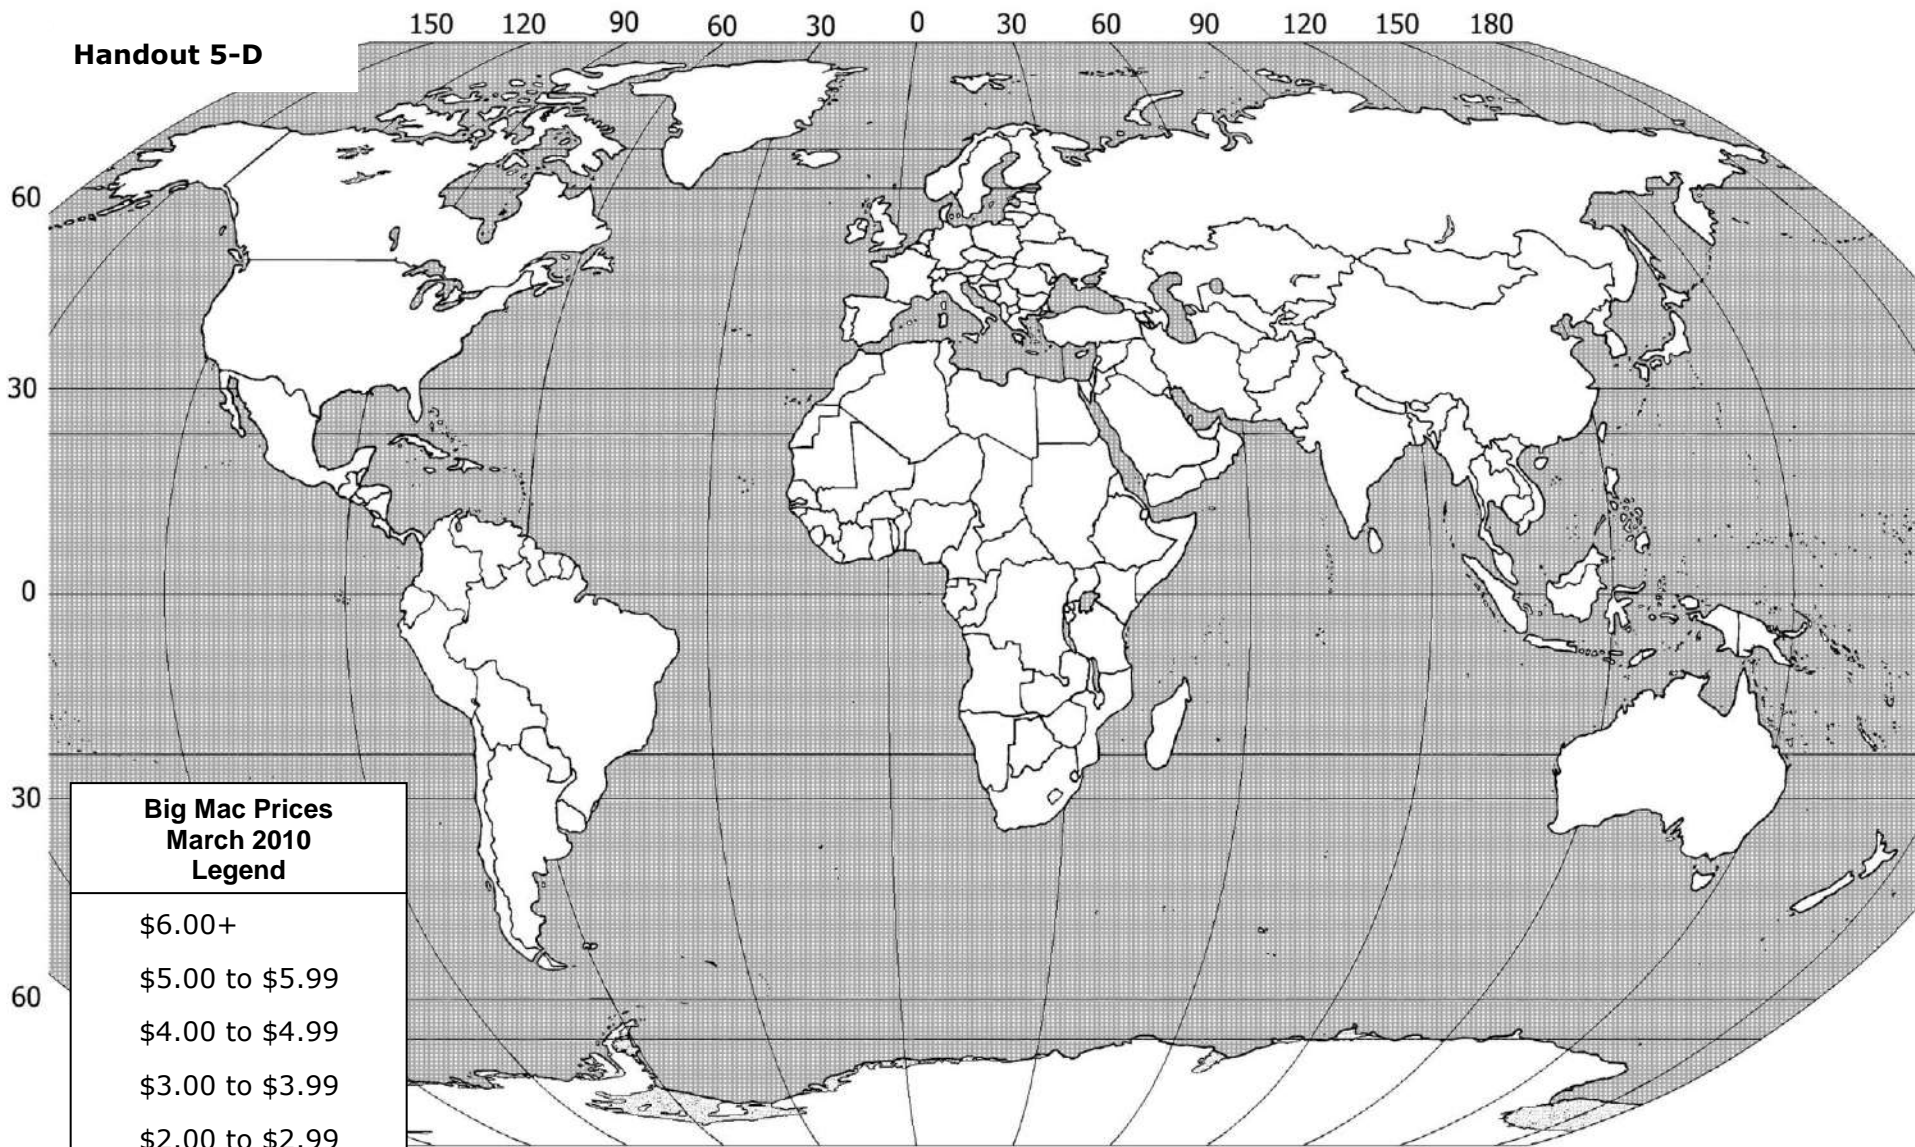 150 120 90 60 30 0 30 60 90 120 150 180
Handout 5-D
60
30
0
30
60
Big Mac Prices
March 2010
Legend
$6.00+
$5.00 to $5.99
$4.00 to $4.99
$3.00 to $3.99
$2.00 to $2.99